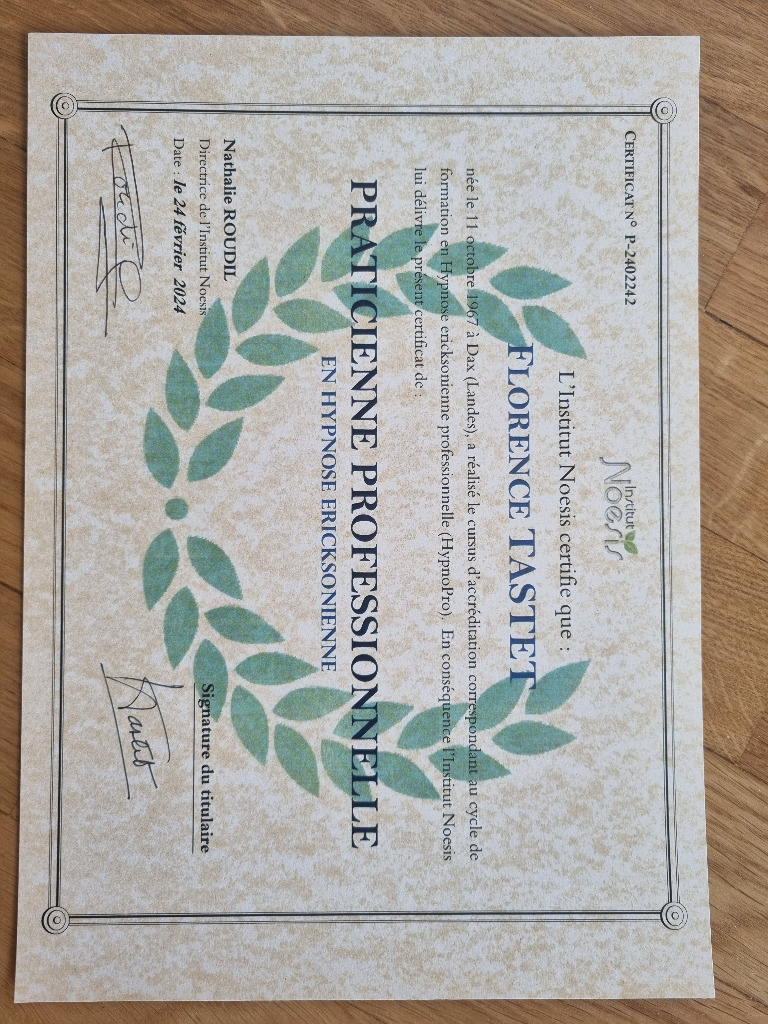 CERTIFICAT N° P-2402242
Institut
Noesis
L'Institut Noesis certifie que :
FLORENCE TASTET
née le 11 octobre 1967 à Dax (Landes), a réalisé le cursus d'accréditation correspondant au cycle de
formation en Hypnose ericksonienne professionnelle (HypnoPro). En conséquence l'Institut Noesis
lui délivre le présent certificat de :
PRATICIENNE PROFESSIONNELLE
EN HYPNOSE ERICKSONIENNE
Nathalie ROUDIL
Directrice de l'Institut Noesis
Date : le 24 février 2024
Signature du titulaire